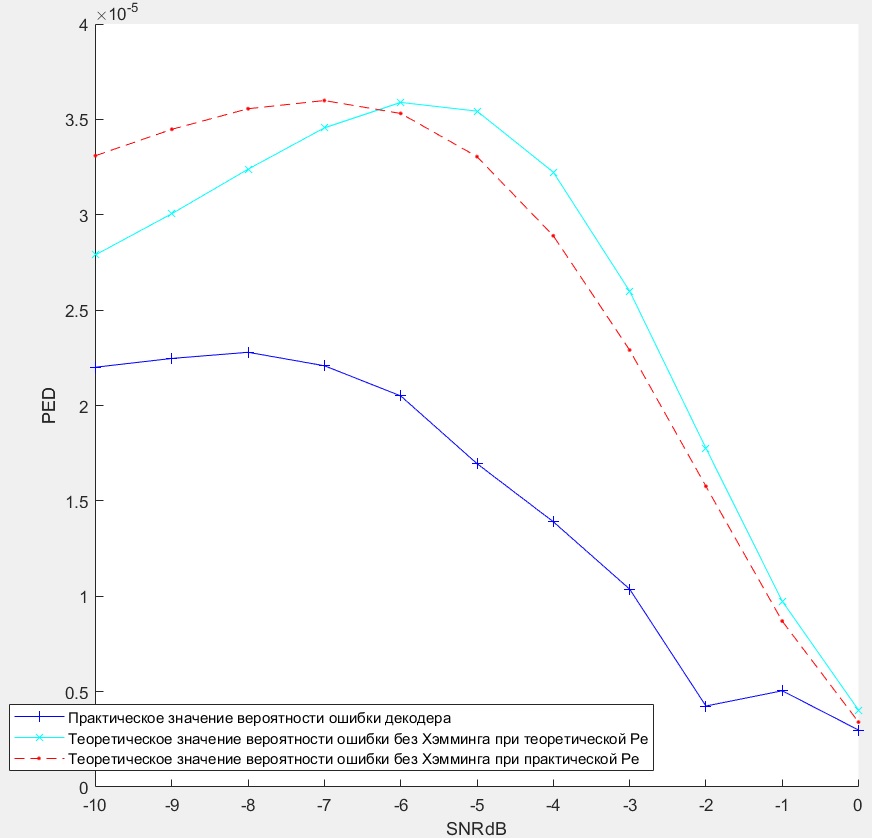 ×10-5
4
3.5
3
2.5
2
1.5
1
0.5
0
PED
Практическое значение вероятности ошибки декодера
Теоретическое значение вероятности ошибки без Хэмминга при теоретической Pe
Теоретическое значение вероятности ошибки без Хэмминга при практической Pe
-10 -9 -8 -7 -6 -5 -4 -3 -2 -1 0
SNRdB